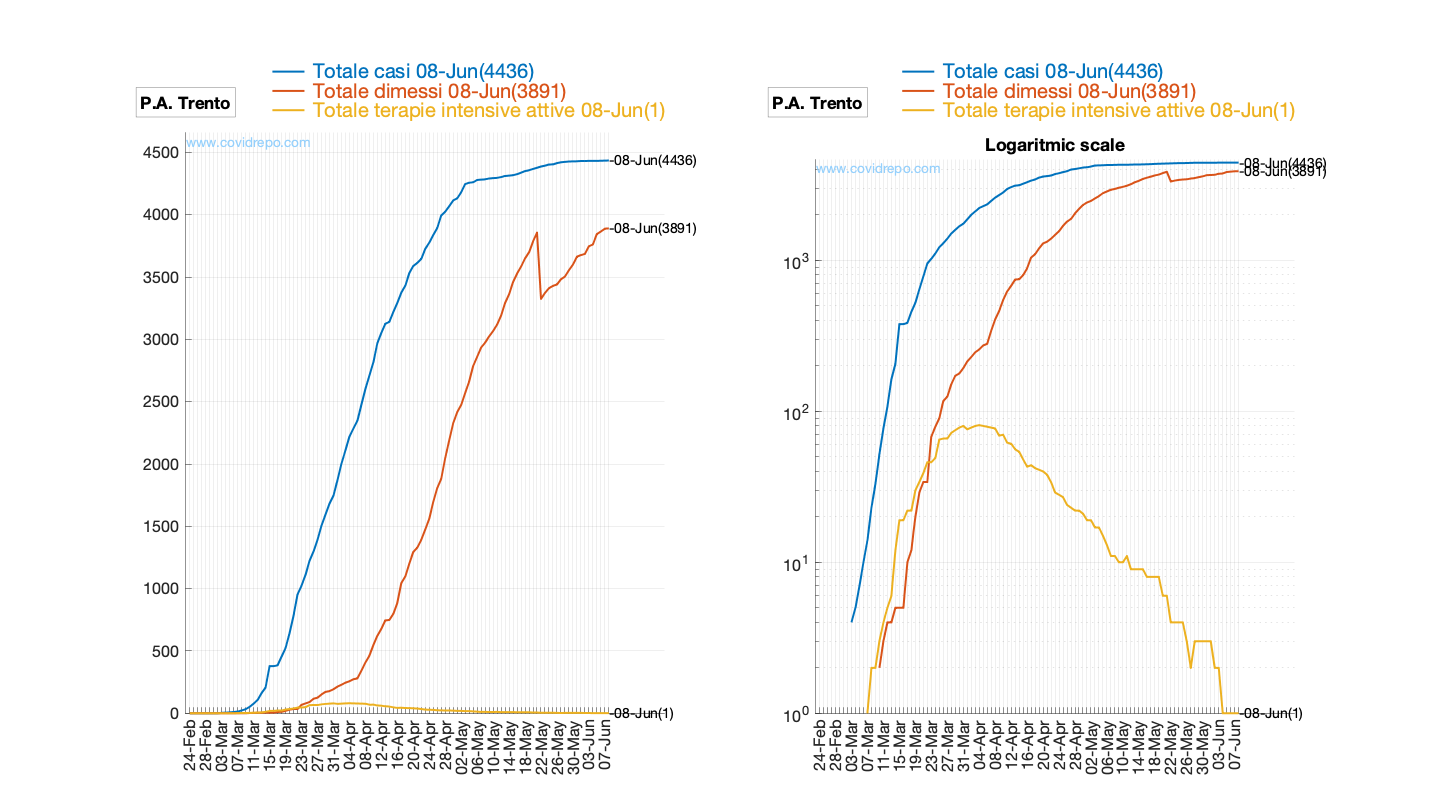 Totale casi 08-Jun(4436)
Totale dimessi 08-Jun(3891)
Totale terapie intensive attive 08-Jun(1)
P.A. Trento
www.covidrepo.com
4500
4000
3500
3000
2500
2000
1500
1000
500
0
-08-Jun(4436)
-08-Jun(3891)
-08-Jun(1)
24-Feb
28-Feb
03-Mar
07-Mar
11-Mar
15-Mar
19-Mar
23-Mar
27-Mar
31-Mar
04-Apr
08-Apr
12-Apr
16-Apr
20-Apr
24-Apr
28-Apr
02-May
06-May
10-May
14-May
18-May
22-May
26-May
30-May
03-Jun
07-Jun
Totale casi 08-Jun(4436)
Totale dimessi 08-Jun(3891)
Totale terapie intensive attive 08-Jun(1)
P.A. Trento
Logaritmic scale
www.covidrepo.com
10^3
10^2
10^1
10^0
-08-Jun(4436)
-08-Jun(3891)
-08-Jun(1)
24-Feb
28-Feb
03-Mar
07-Mar
11-Mar
15-Mar
19-Mar
23-Mar
27-Mar
31-Mar
04-Apr
08-Apr
12-Apr
16-Apr
20-Apr
24-Apr
28-Apr
02-May
06-May
10-May
14-May
18-May
22-May
26-May
30-May
03-Jun
07-Jun